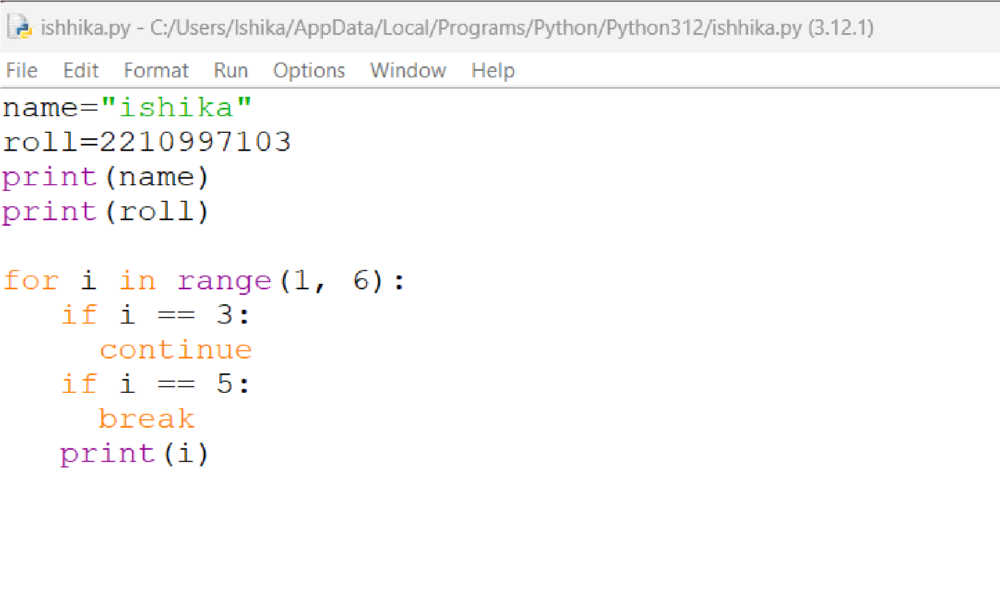 ishhika.py - C:/Users/Ishika/AppData/Local/Programs/Python/Python312/ishhika.py (3.12.1)
File Edit Format Run Options Window Help
name="ishika"
roll=2210997103
print(name)
print(roll)

for i in range(1, 6):
   if i == 3:
     continue
   if i == 5:
     break
   print(i)